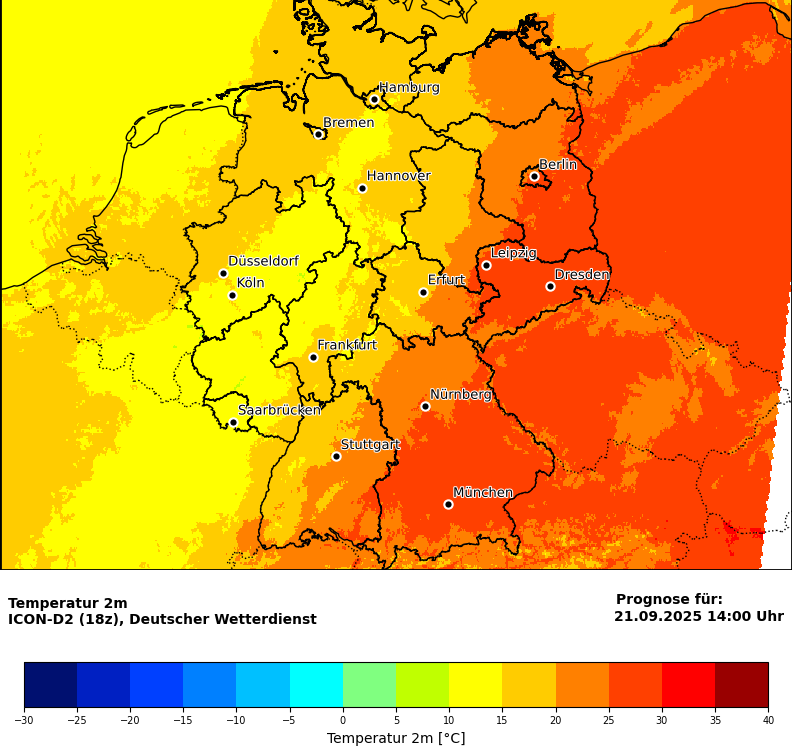 Hamburg
Bremen
Berlin
Hannover
Leipzig
Düsseldorf
Dresden
Köln
Erfurt
Frankfurt
Nürnberg
Saarbrücken
Stuttgart
München
Temperatur 2m
ICON-D2 (18z), Deutscher Wetterdienst
Prognose für:
21.09.2025 14:00 Uhr
−30 −25 −20 −15 −10 −5 0 5 10 15 20 25 30 35 40
Temperatur 2m [°C]